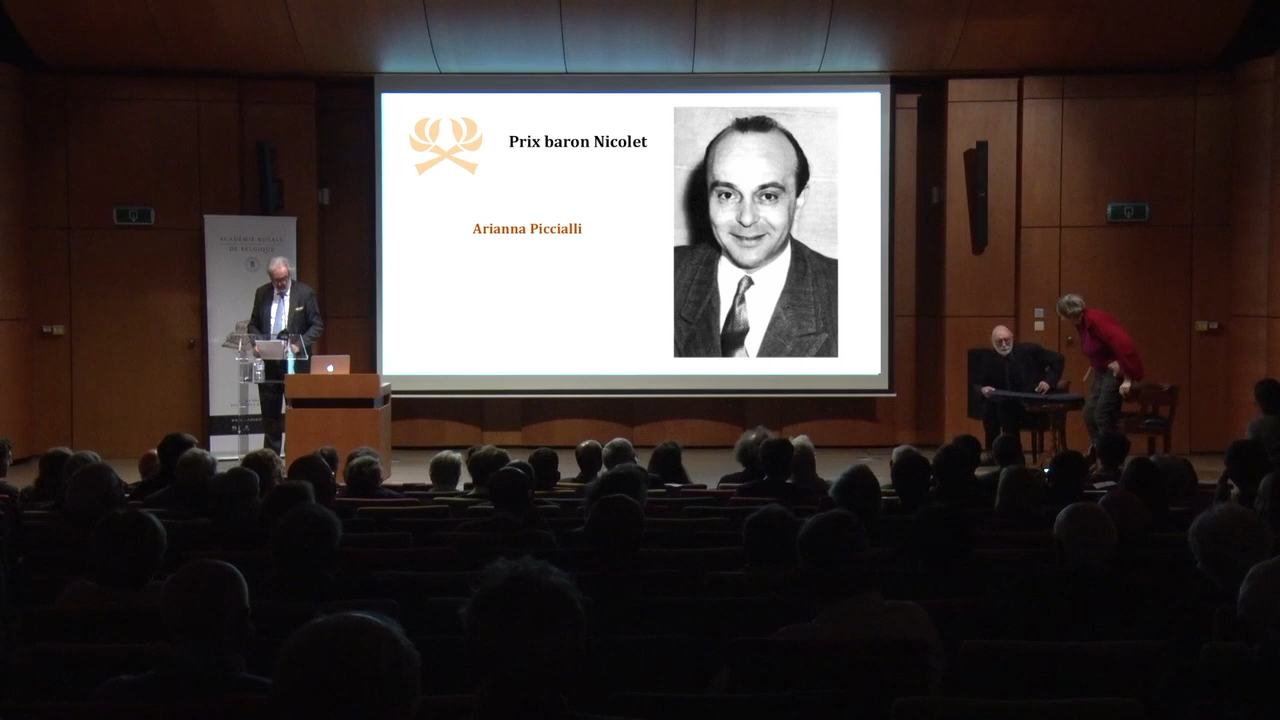 Prix baron Nicolet
Arianna Piccialli
ACADÉMIE ROYALE
DE BELGIQUE